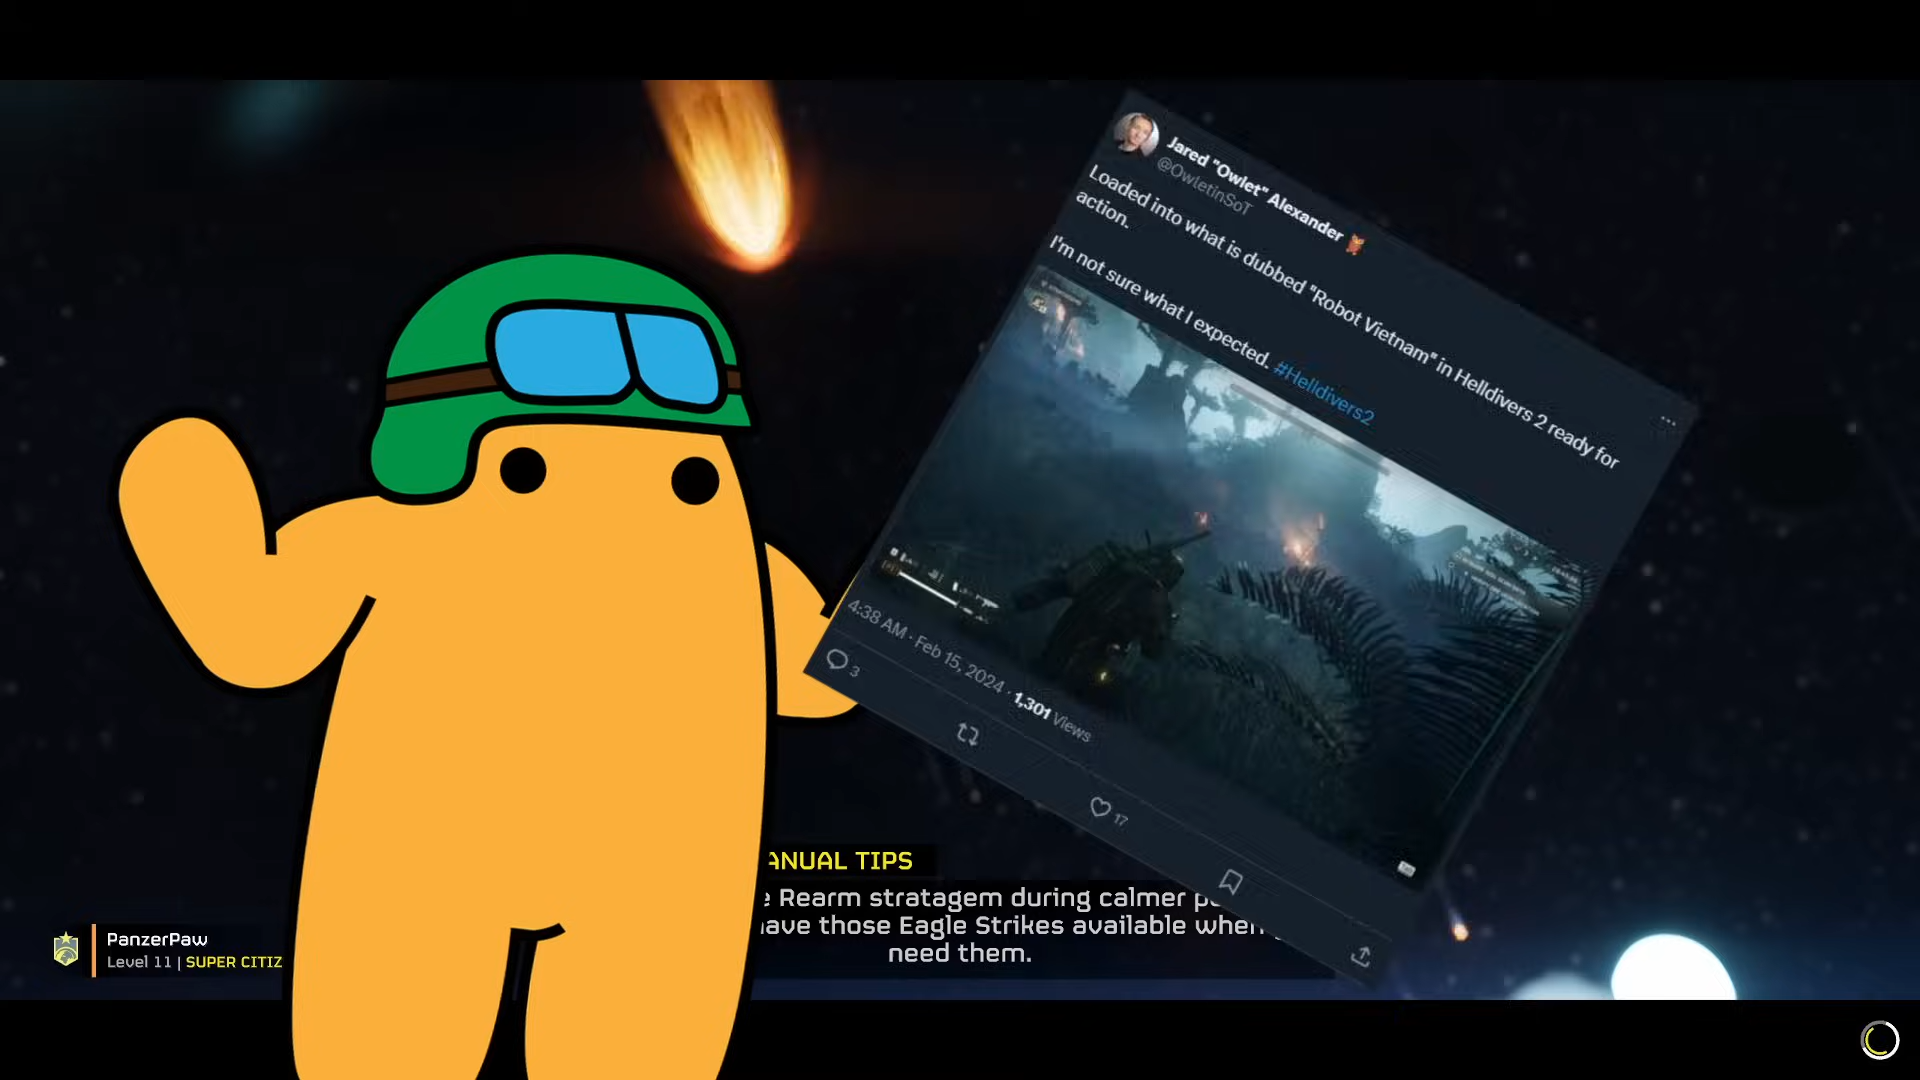 Jared "Owlet" Alexander 🦉
@OwletinSoT
Loaded into what is dubbed "Robot Vietnam" in Helldivers 2 ready for
action.
I'm not sure what I expected. #Helldivers2
4:38 AM · Feb 15, 2024 · 1,301 Views
3
17
ANUAL TIPS
e Rearm stratagem during calmer p
have those Eagle Strikes available when
need them.
PanzerPaw
Level 11 | SUPER CITIZ